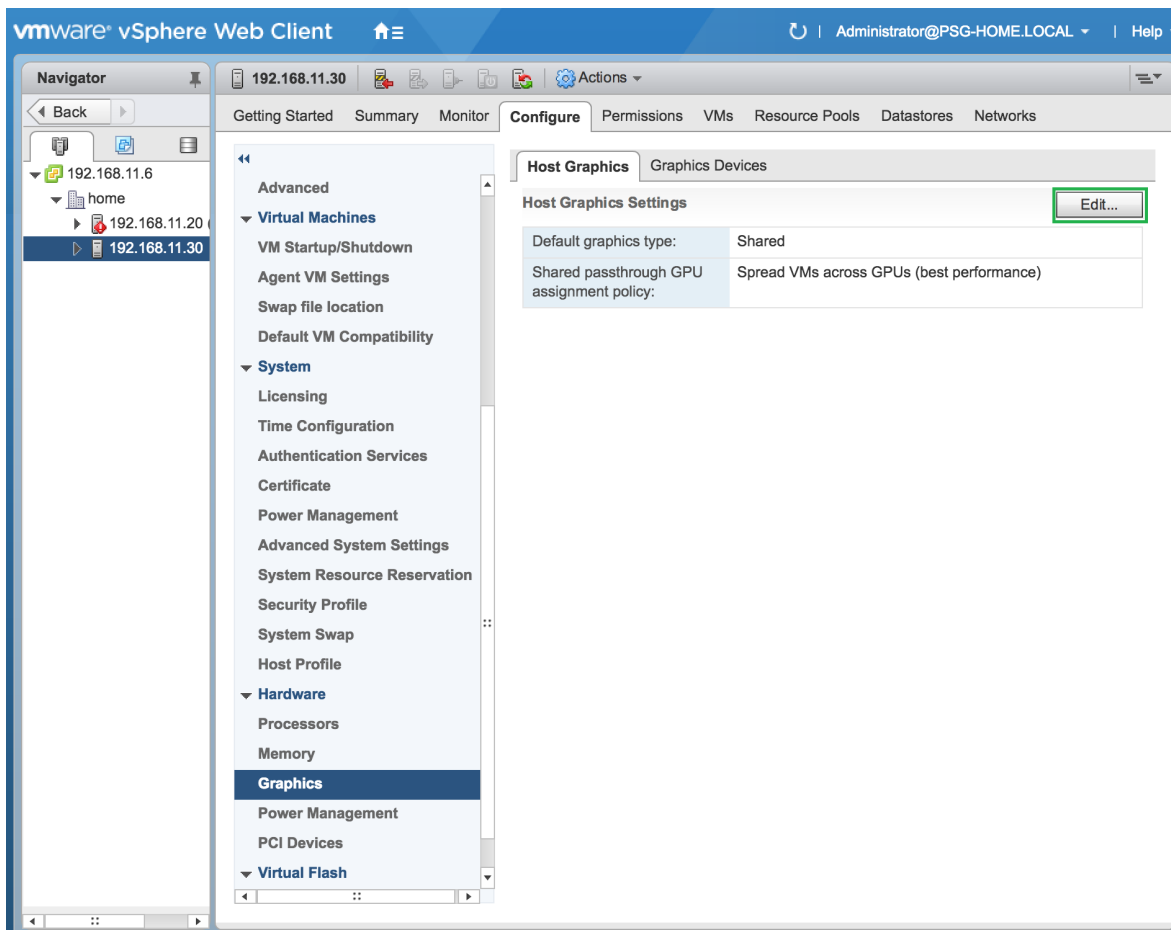 vmware® vSphere Web Client
Administrator@PSG-HOME.LOCAL
Help
Navigator
Back
192.168.11.6
home
192.168.11.20 (
192.168.11.30
192.168.11.30
Actions
Getting Started Summary Monitor Configure Permissions VMs Resource Pools Datastores Networks
Advanced
Virtual Machines
VM Startup/Shutdown
Agent VM Settings
Swap file location
Default VM Compatibility
System
Licensing
Time Configuration
Authentication Services
Certificate
Power Management
Advanced System Settings
System Resource Reservation
Security Profile
System Swap
Host Profile
Hardware
Processors
Memory
Graphics
Power Management
PCI Devices
Virtual Flash
Host Graphics Graphics Devices
Host Graphics Settings
Edit...
Default graphics type: Shared
Shared passthrough GPU Spread VMs across GPUs (best performance)
assignment policy: